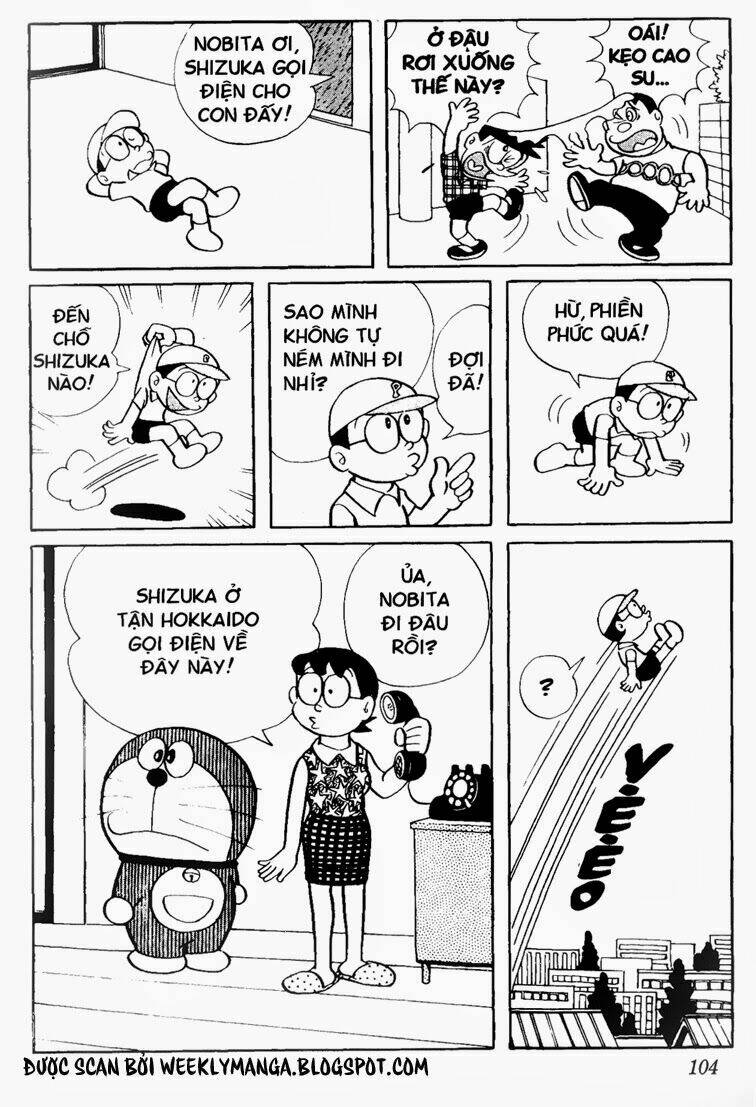 Ở ĐẬU
RƠI XUỐNG
THẾ NÀY?
OÁI!
KẸO CAO
SU...
NOBITA ƠI,
SHIZUKA GỌI
ĐIỆN CHO
CON ĐẤY!
HỪ, PHIỀN
PHỨC QUÁ!
ĐỢI
ĐÃ!
SAO MÌNH
KHÔNG TỰ
NÉM MÌNH ĐI
NHỈ?
ĐẾN
CHỖ
SHIZUKA
NÀO!
?
V.È.È.O
ỦA,
NOBITA
ĐI ĐÂU
RỒI?
SHIZUKA Ở
TẬN HOKKAIDO
GỌI ĐIỆN VỀ
ĐÂY NÀY!
ĐƯỢC SCAN BỞI WEEKLYMANGA.BLOGSPOT.COM
104